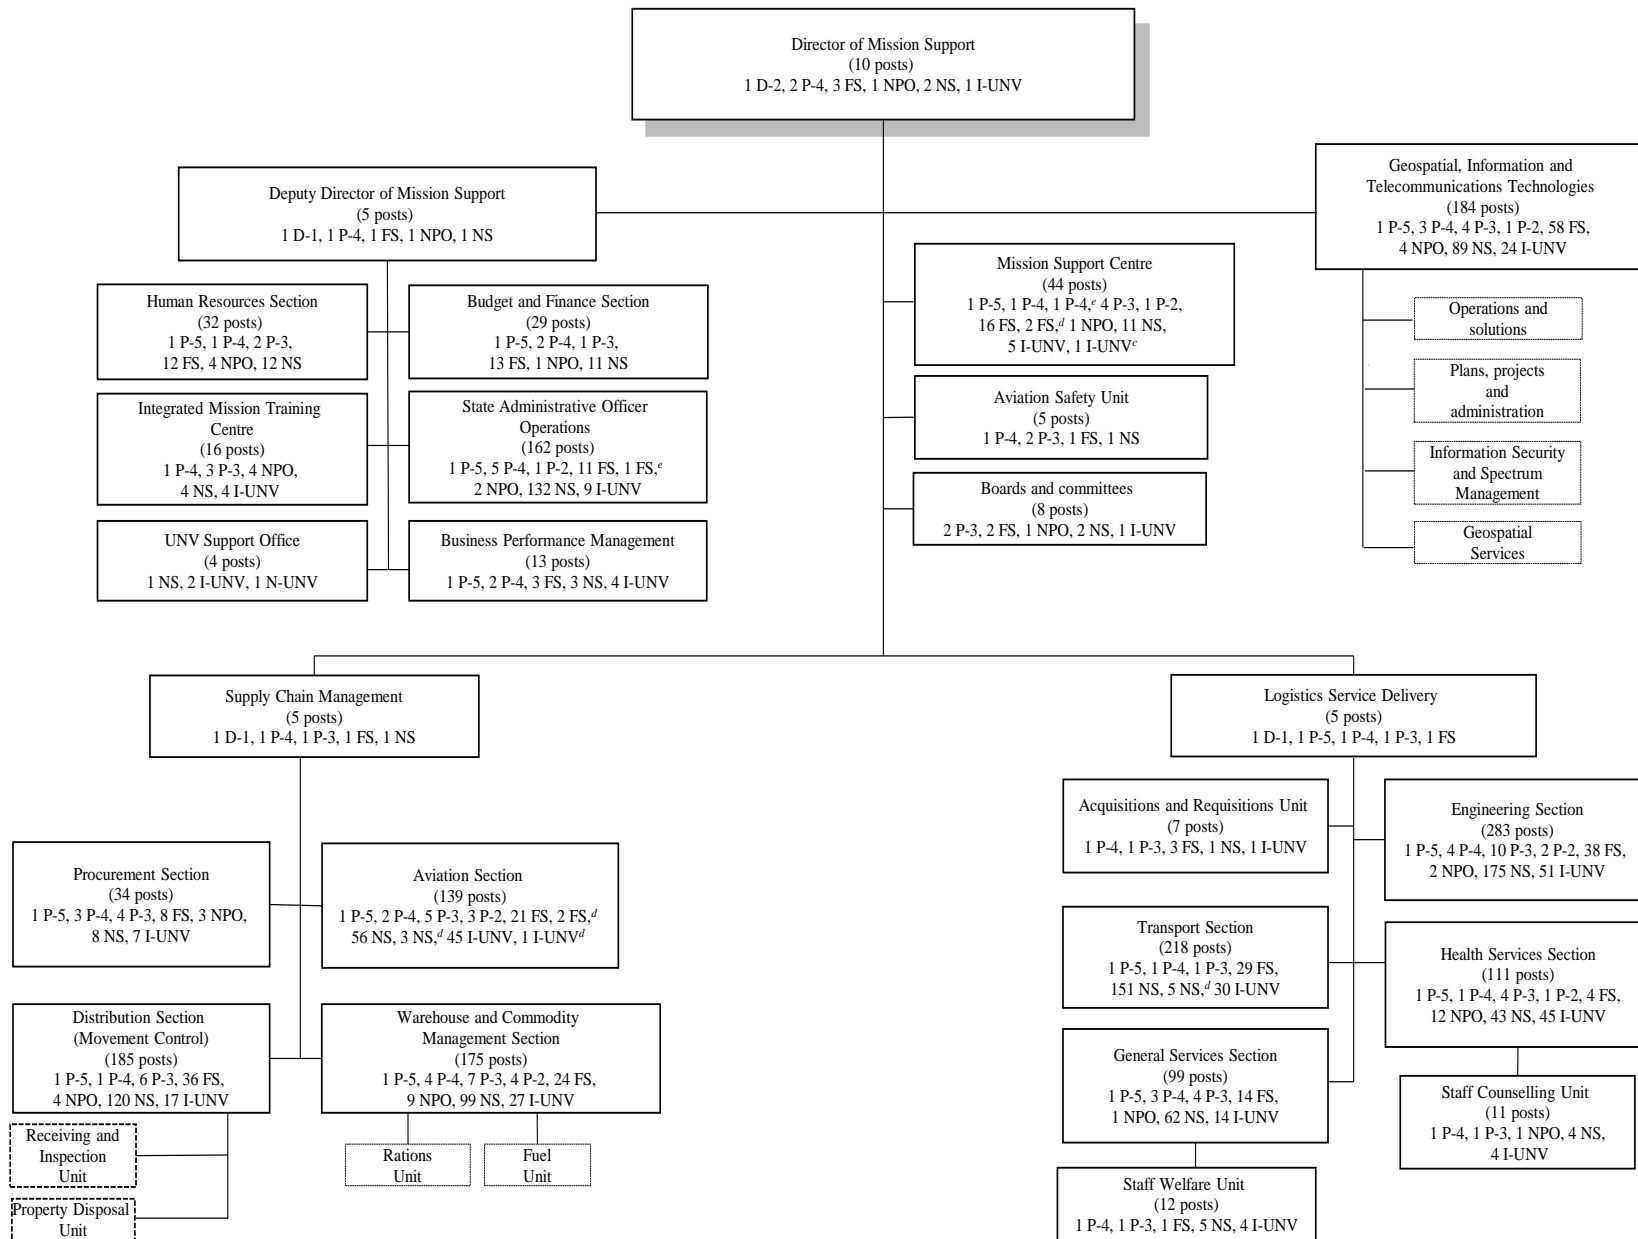 Director of Mission Support
(10 posts)
1 D-2, 2 P-4, 3 FS, 1 NPO, 2 NS, 1 I-UNV
Deputy Director of Mission Support
(5 posts)
1 D-1, 1 P-4, 1 FS, 1 NPO, 1 NS
Geospatial, Information and
Telecommunications Technologies
(184 posts)
1 P-5, 3 P-4, 4 P-3, 1 P-2, 58 FS,
4 NPO, 89 NS, 24 I-UNV
Human Resources Section
(32 posts)
1 P-5, 1 P-4, 2 P-3,
12 FS, 4 NPO, 12 NS
Budget and Finance Section
(29 posts)
1 P-5, 2 P-4, 1 P-3,
13 FS, 1 NPO, 11 NS
Integrated Mission Training
Centre
(16 posts)
1 P-4, 3 P-3, 4 NPO,
4 NS, 4 I-UNV
State Administrative Officer
Operations
(162 posts)
1 P-5, 5 P-4, 1 P-2, 11 FS, 1 FS,e
2 NPO, 132 NS, 9 I-UNV
UNV Support Office
(4 posts)
1 NS, 2 I-UNV, 1 N-UNV
Business Performance Management
(13 posts)
1 P-5, 2 P-4, 3 FS, 3 NS, 4 I-UNV
Mission Support Centre
(44 posts)
1 P-5, 1 P-4, 1 P-4,e 4 P-3, 1 P-2,
16 FS, 2 FS,d 1 NPO, 11 NS,
5 I-UNV, 1 I-UNVc
Aviation Safety Unit
(5 posts)
1 P-4, 2 P-3, 1 FS, 1 NS
Boards and committees
(8 posts)
2 P-3, 2 FS, 1 NPO, 2 NS, 1 I-UNV
Operations and
solutions
Plans, projects
and
administration
Information Security
and Spectrum
Management
Geospatial
Services
Supply Chain Management
(5 posts)
1 D-1, 1 P-4, 1 P-3, 1 FS, 1 NS
Logistics Service Delivery
(5 posts)
1 D-1, 1 P-5, 1 P-4, 1 P-3, 1 FS
Procurement Section
(34 posts)
1 P-5, 3 P-4, 4 P-3, 8 FS, 3 NPO,
8 NS, 7 I-UNV
Aviation Section
(139 posts)
1 P-5, 2 P-4, 5 P-3, 3 P-2, 21 FS, 2 FS,d
56 NS, 3 NS,d 45 I-UNV, 1 I-UNVd
Distribution Section
(Movement Control)
(185 posts)
1 P-5, 1 P-4, 6 P-3, 36 FS,
4 NPO, 120 NS, 17 I-UNV
Warehouse and Commodity
Management Section
(175 posts)
1 P-5, 4 P-4, 7 P-3, 4 P-2, 24 FS,
9 NPO, 99 NS, 27 I-UNV
Receiving and
Inspection
Unit
Property Disposal
Unit
Rations
Unit
Fuel
Unit
Acquisitions and Requisitions Unit
(7 posts)
1 P-4, 1 P-3, 3 FS, 1 NS, 1 I-UNV
Engineering Section
(283 posts)
1 P-5, 4 P-4, 10 P-3, 2 P-2, 38 FS,
2 NPO, 175 NS, 51 I-UNV
Transport Section
(218 posts)
1 P-5, 1 P-4, 1 P-3, 29 FS,
151 NS, 5 NS,d 30 I-UNV
Health Services Section
(111 posts)
1 P-5, 1 P-4, 4 P-3, 1 P-2, 4 FS,
12 NPO, 43 NS, 45 I-UNV
General Services Section
(99 posts)
1 P-5, 3 P-4, 4 P-3, 14 FS,
1 NPO, 62 NS, 14 I-UNV
Staff Counselling Unit
(11 posts)
1 P-4, 1 P-3, 1 NPO, 4 NS,
4 I-UNV
Staff Welfare Unit
(12 posts)
1 P-4, 1 P-3, 1 FS, 5 NS, 4 I-UNV